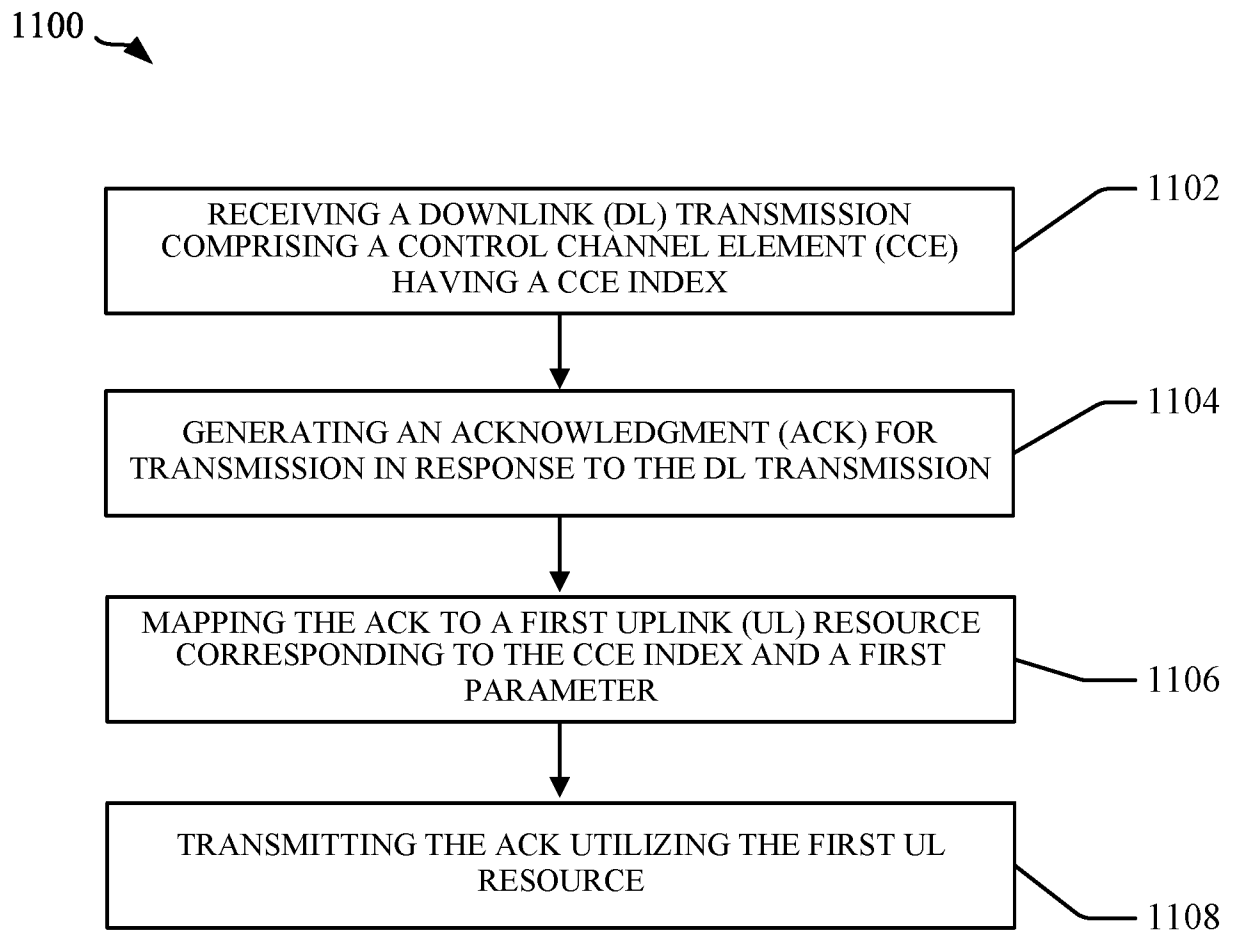 1100
1102
RECEIVING A DOWNLINK (DL) TRANSMISSION
COMPRISING A CONTROL CHANNEL ELEMENT (CCE)
HAVING A CCE INDEX
1104
GENERATING AN ACKNOWLEDGMENT (ACK) FOR
TRANSMISSION IN RESPONSE TO THE DL TRANSMISSION
MAPPING THE ACK TO A FIRST UPLINK (UL) RESOURCE
CORRESPONDING TO THE CCE INDEX AND A FIRST
PARAMETER
1106
TRANSMITTING THE ACK UTILIZING THE FIRST UL
RESOURCE
1108